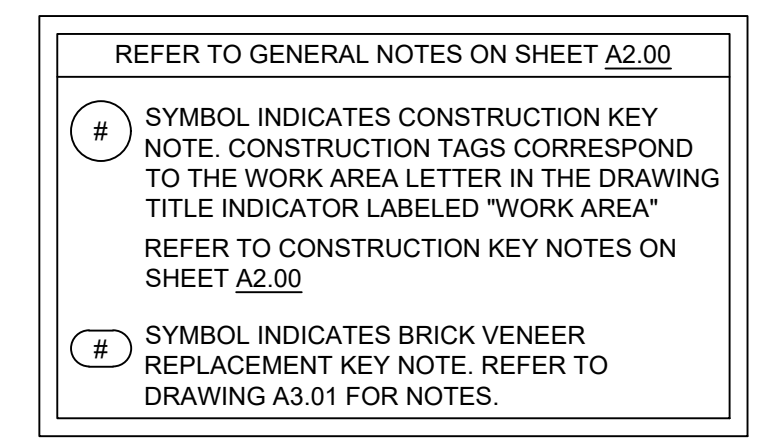 REFER TO GENERAL NOTES ON SHEET A2.00
# SYMBOL INDICATES CONSTRUCTION KEY
NOTE. CONSTRUCTION TAGS CORRESPOND
TO THE WORK AREA LETTER IN THE DRAWING
TITLE INDICATOR LABELED "WORK AREA"
REFER TO CONSTRUCTION KEY NOTES ON
SHEET A2.00
# SYMBOL INDICATES BRICK VENEER
REPLACEMENT KEY NOTE. REFER TO
DRAWING A3.01 FOR NOTES.